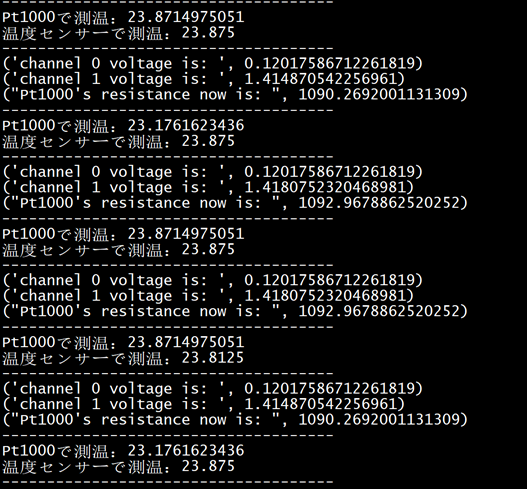 ----------------------------------
Pt1000で測温：23.8714975051
温度センサーで測温：23.875
----------------------------------
('channel 0 voltage is: ', 0.12017586712261819)
('channel 1 voltage is: ', 1.414870542256961)
("Pt1000's resistance now is: ", 1090.2692001131309)
----------------------------------
Pt1000で測温：23.1761623436
温度センサーで測温：23.875
----------------------------------
('channel 0 voltage is: ', 0.12017586712261819)
('channel 1 voltage is: ', 1.4180752320468981)
("Pt1000's resistance now is: ", 1092.9678862520252)
----------------------------------
Pt1000で測温：23.8714975051
温度センサーで測温：23.875
----------------------------------
('channel 0 voltage is: ', 0.12017586712261819)
('channel 1 voltage is: ', 1.4180752320468981)
("Pt1000's resistance now is: ", 1092.9678862520252)
----------------------------------
Pt1000で測温：23.8714975051
温度センサーで測温：23.8125
----------------------------------
('channel 0 voltage is: ', 0.12017586712261819)
('channel 1 voltage is: ', 1.414870542256961)
("Pt1000's resistance now is: ", 1090.2692001131309)
----------------------------------
Pt1000で測温：23.1761623436
温度センサーで測温：23.875
----------------------------------